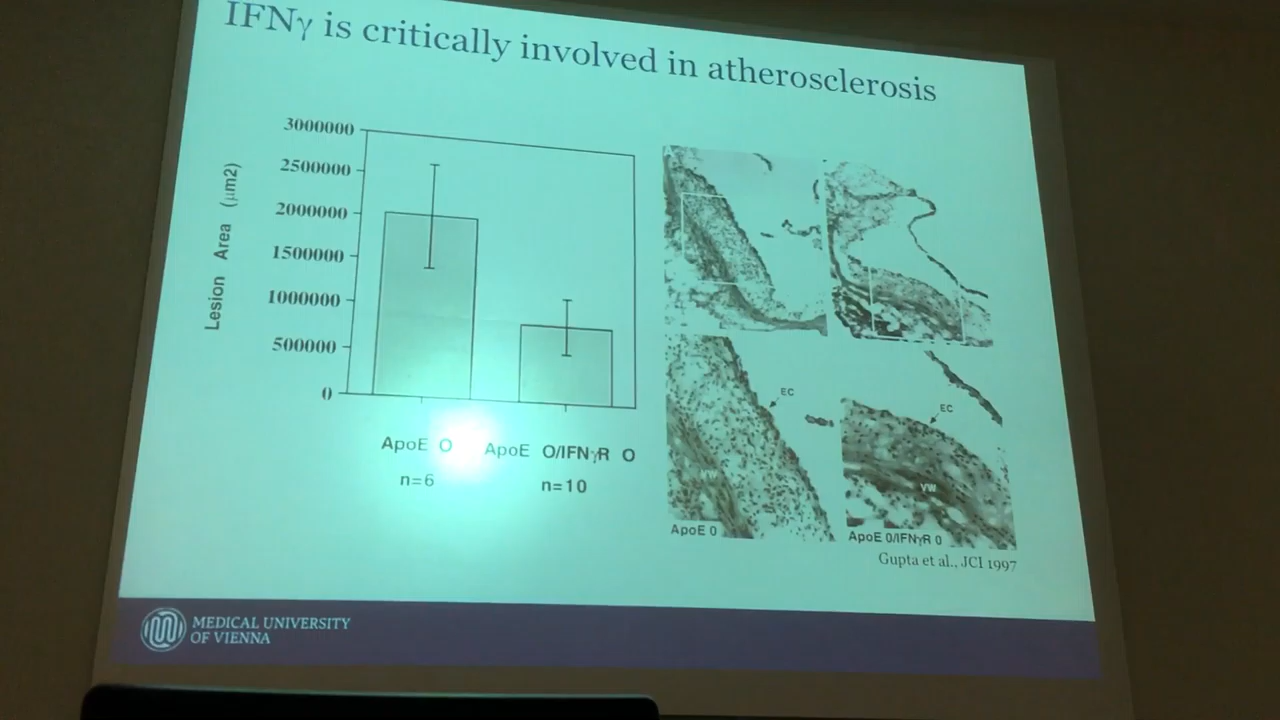 IFNγ is critically involved in atherosclerosis
3000000
2500000
2000000
1500000
1000000
500000
0
Lesion Area (μm2)
ApoE O
ApoE O/IFNγR O
n=6
n=10
EC
EC
VW
ApoE 0
ApoE 0/IFNγR 0
Gupta et al., JCI 1997
MEDICAL UNIVERSITY
OF VIENNA